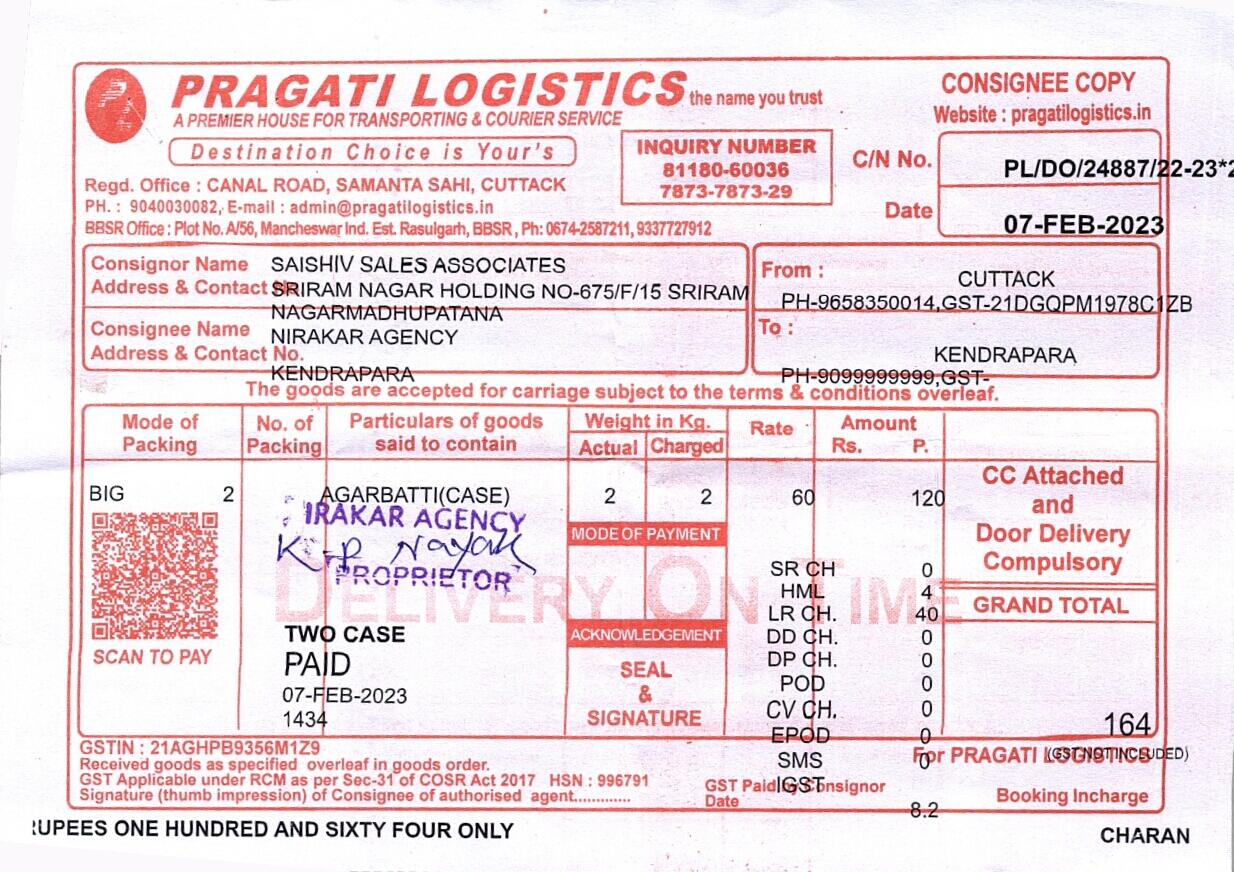 PRAGATI LOGISTICS the name you trust
A PREMIER HOUSE FOR TRANSPORTING & COURIER SERVICE
Destination Choice is Your's
CONSIGNEE COPY
Website : pragatilogistics.in
INQUIRY NUMBER
81180-60036
7873-7873-29
C/N No. PL/DO/24887/22-23*2
Date 07-FEB-2023
Regd. Office : CANAL ROAD, SAMANTA SAHI, CUTTACK
PH. : 9040030082, E-mail : admin@pragatilogistics.in
BBSR Office : Plot No. A/56, Mancheswar Ind. Est. Rasulgarh, BBSR , Ph: 0674-2587211, 9337727912
Consignor Name SAISHIV SALES ASSOCIATES
Address & Contact SRIRAM NAGAR HOLDING NO-675/F/15 SRIRAM
NAGARMADHUPATANA
From : CUTTACK
PH-9658350014,GST-21DGQPM1978C1ZB
Consignee Name NIRAKAR AGENCY
Address & Contact No.
KENDRAPARA
To : KENDRAPARA
PH-9099999999,GST-
The goods are accepted for carriage subject to the terms & conditions overleaf.
Mode of Packing No. of Packing Particulars of goods said to contain Weight in Kg. Actual Charged Rate Amount Rs. P.
BIG 2 AGARBATTI(CASE) 2 2 60 120
CC Attached
and
Door Delivery
Compulsory
GRAND TOTAL
IRAKAR AGENCY
Nayak
PROPRIETOR
DELIVERY ON TIME
SCAN TO PAY
TWO CASE
PAID
07-FEB-2023
1434
MODE OF PAYMENT
ACKNOWLEDGEMENT
SEAL
&
SIGNATURE
SR CH 0
HML 4
LR CH. 40
DD CH. 0
DP CH. 0
POD 0
CV CH. 0
EPOD 0
SMS 0
IGST
8.2
164
(GST NOT INCLUDED)
GSTIN : 21AGHPB9356M1Z9
Received goods as specified overleaf in goods order.
GST Applicable under RCM as per Sec-31 of COSR Act 2017 HSN : 996791
Signature (thumb impression) of Consignee of authorised agent.............
GST Paid by Consignor
Date
For PRAGATI LOGISTICS
Booking Incharge
RUPEES ONE HUNDRED AND SIXTY FOUR ONLY
CHARAN